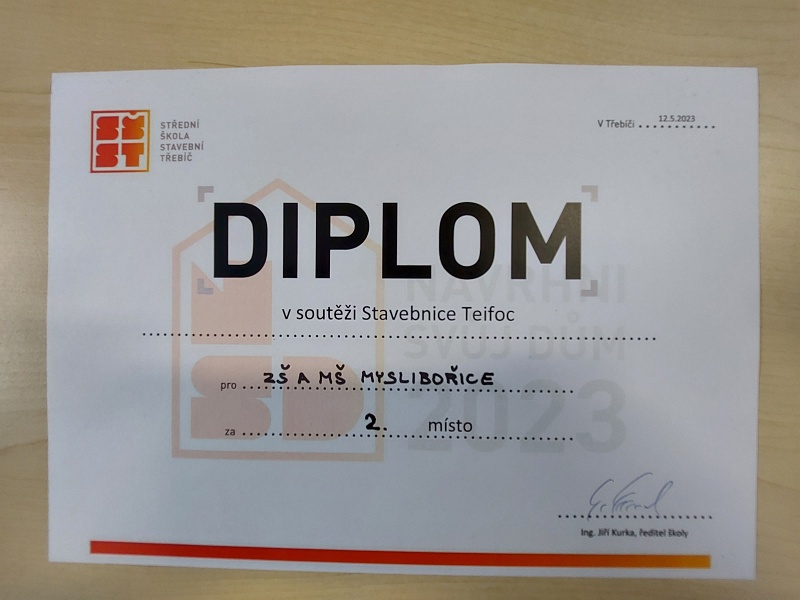 SŠ
ST
STŘEDNÍ
ŠKOLA
STAVEBNÍ
TŘEBÍČ
V Třebíči 12.5.2023
DIPLOM
NAVRHNI
SVŮJ DŮM
2023
v soutěži Stavebnice Teifoc
pro ZŠ A MŠ MYSLIBOŘICE
za 2. místo
Ing. Jiří Kurka, ředitel školy